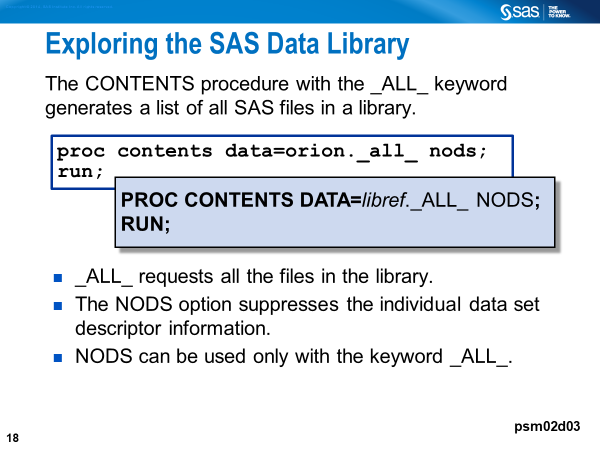 sas
THE
POWER
TO KNOW.
Exploring the SAS Data Library
The CONTENTS procedure with the _ALL_ keyword
generates a list of all SAS files in a library.
proc contents data=orion._all_ nods;
run;
PROC CONTENTS DATA=libref._ALL_ NODS;
RUN;
_ALL_ requests all the files in the library.
The NODS option suppresses the individual data set
descriptor information.
NODS can be used only with the keyword _ALL_.
psm02d03
18